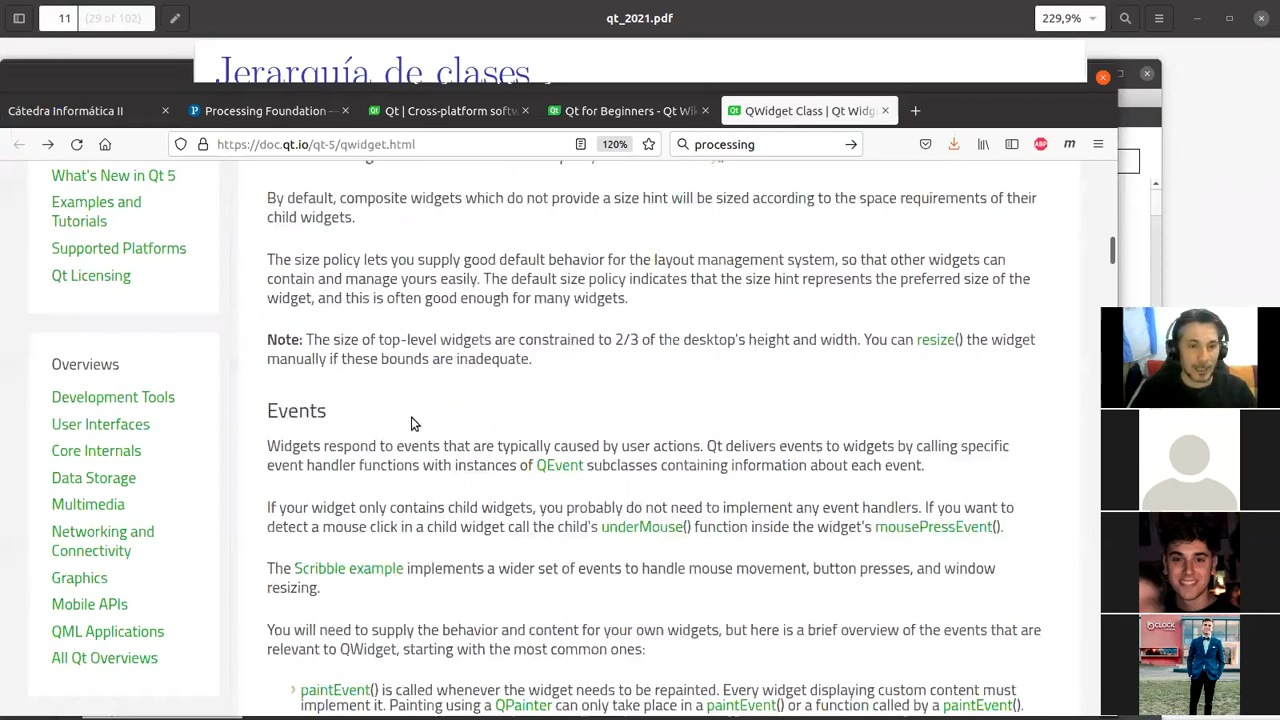 11
(29 of 102)
qt_2021.pdf
229,9%
Jerarquía de clases
Cátedra Informática II
Processing Foundation —
Qt | Cross-platform softw
Qt for Beginners - Qt Wi
QWidget Class | Qt Widg
https://doc.qt.io/qt-5/qwidget.html
120%
processing
ABP
m
What's New in Qt 5
Examples and
Tutorials
Supported Platforms
Qt Licensing
Overviews
Development Tools
User Interfaces
Core Internals
Data Storage
Multimedia
Networking and
Connectivity
Graphics
Mobile APIs
QML Applications
All Qt Overviews
By default, composite widgets which do not provide a size hint will be sized according to the space requirements of their
child widgets.
The size policy lets you supply good default behavior for the layout management system, so that other widgets can
contain and manage yours easily. The default size policy indicates that the size hint represents the preferred size of the
widget, and this is often good enough for many widgets.
Note: The size of top-level widgets are constrained to 2/3 of the desktop's height and width. You can resize() the widget
manually if these bounds are inadequate.
Events
Widgets respond to events that are typically caused by user actions. Qt delivers events to widgets by calling specific
event handler functions with instances of QEvent subclasses containing information about each event.
If your widget only contains child widgets, you probably do not need to implement any event handlers. If you want to
detect a mouse click in a child widget call the child's underMouse() function inside the widget's mousePressEvent().
The Scribble example implements a wider set of events to handle mouse movement, button presses, and window
resizing.
You will need to supply the behavior and content for your own widgets, but here is a brief overview of the events that are
relevant to QWidget, starting with the most common ones:
paintEvent() is called whenever the widget needs to be repainted. Every widget displaying custom content must
implement it. Painting using a QPainter can only take place in a paintEvent() or a function called by a paintEvent().
CLOCK